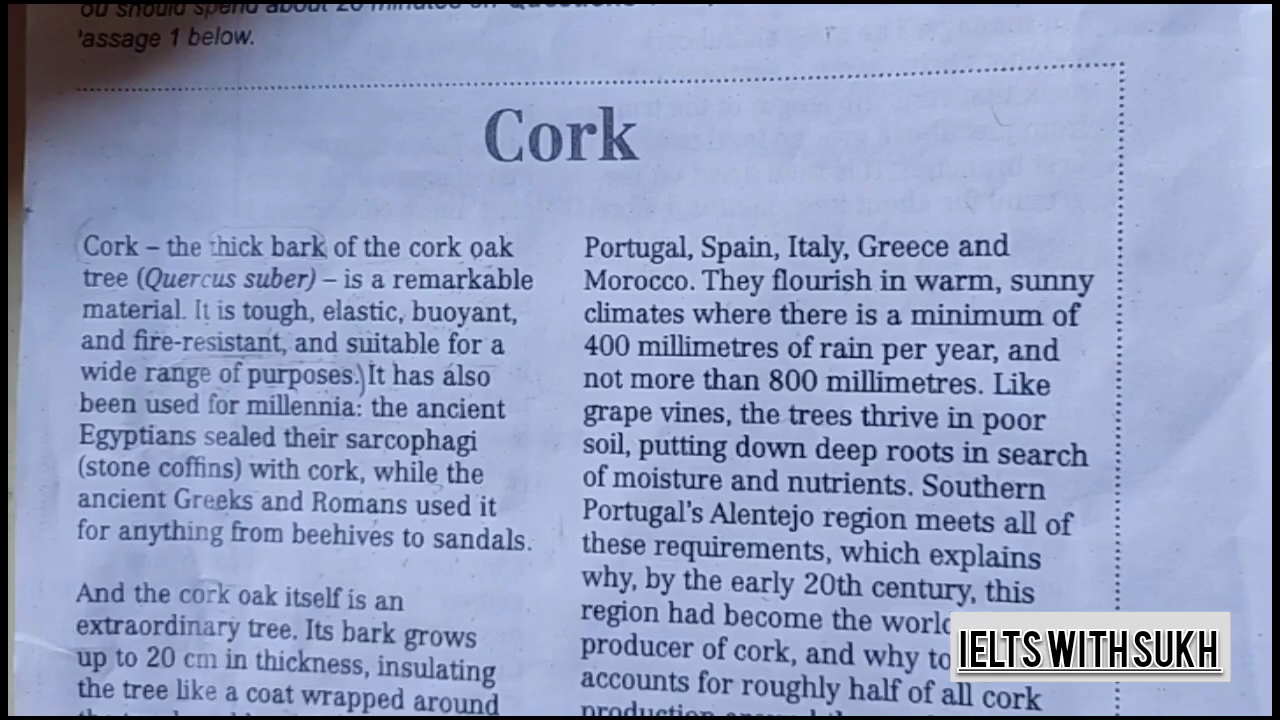 ou should spend about 20 minutes on
'assage 1 below.
Cork
Cork – the thick bark of the cork oak
tree (Quercus suber) – is a remarkable
material. It is tough, elastic, buoyant,
and fire-resistant, and suitable for a
wide range of purposes.) It has also
been used for millennia: the ancient
Egyptians sealed their sarcophagi
(stone coffins) with cork, while the
ancient Greeks and Romans used it
for anything from beehives to sandals.
And the cork oak itself is an
extraordinary tree. Its bark grows
up to 20 cm in thickness, insulating
the tree like a coat wrapped around
Portugal, Spain, Italy, Greece and
Morocco. They flourish in warm, sunny
climates where there is a minimum of
400 millimetres of rain per year, and
not more than 800 millimetres. Like
grape vines, the trees thrive in poor
soil, putting down deep roots in search
of moisture and nutrients. Southern
Portugal's Alentejo region meets all of
these requirements, which explains
why, by the early 20th century, this
region had become the world
producer of cork, and why to
accounts for roughly half of all cork
production
IELTS WITH SUKH